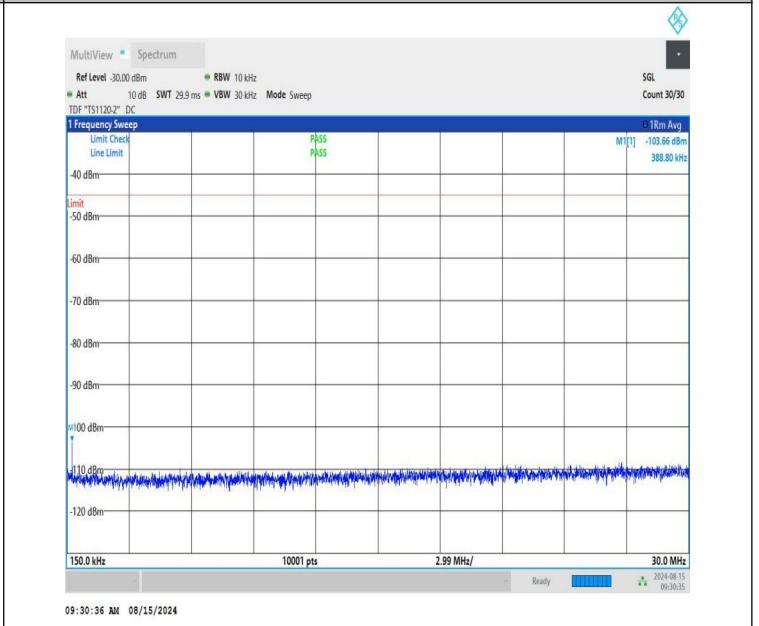 MultiView Spectrum
Ref Level -30.00 dBm RBW 10 kHz SGL
Att 10 dB SWT 29.9 ms VBW 30 kHz Mode Sweep Count 30/30
TDF "TS1120-2" DC
1 Frequency Sweep 1Rm Avg
Limit Check PASS M1[1] -103.66 dBm
Line Limit PASS 388.80 kHz
-40 dBm
Limit
-50 dBm
-60 dBm
-70 dBm
-80 dBm
-90 dBm
M1
-100 dBm
-110 dBm
-120 dBm
150.0 kHz 10001 pts 2.99 MHz/ 30.0 MHz
Ready 2024-08-15
09:30:35
09:30:36 AM 08/15/2024